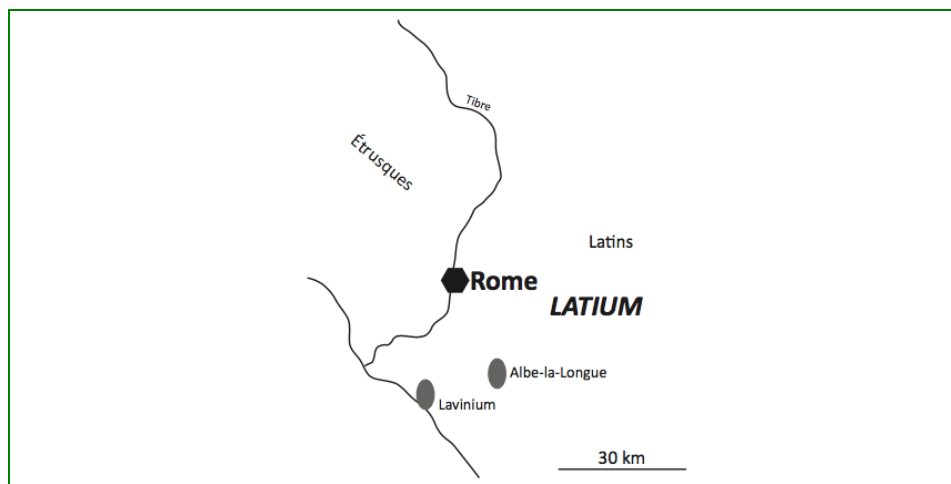 Tibre
Étrusques
Latins
Rome
LATIUM
Albe-la-Longue
Lavinium
30 km